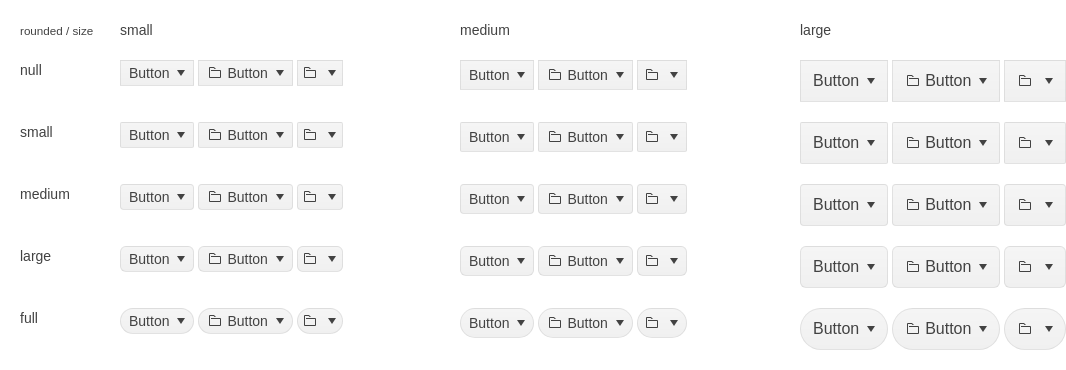 rounded / size small medium large
null Button Button Button Button Button Button
small Button Button Button Button Button Button
medium Button Button Button Button Button Button
large Button Button Button Button Button Button
full Button Button Button Button Button Button